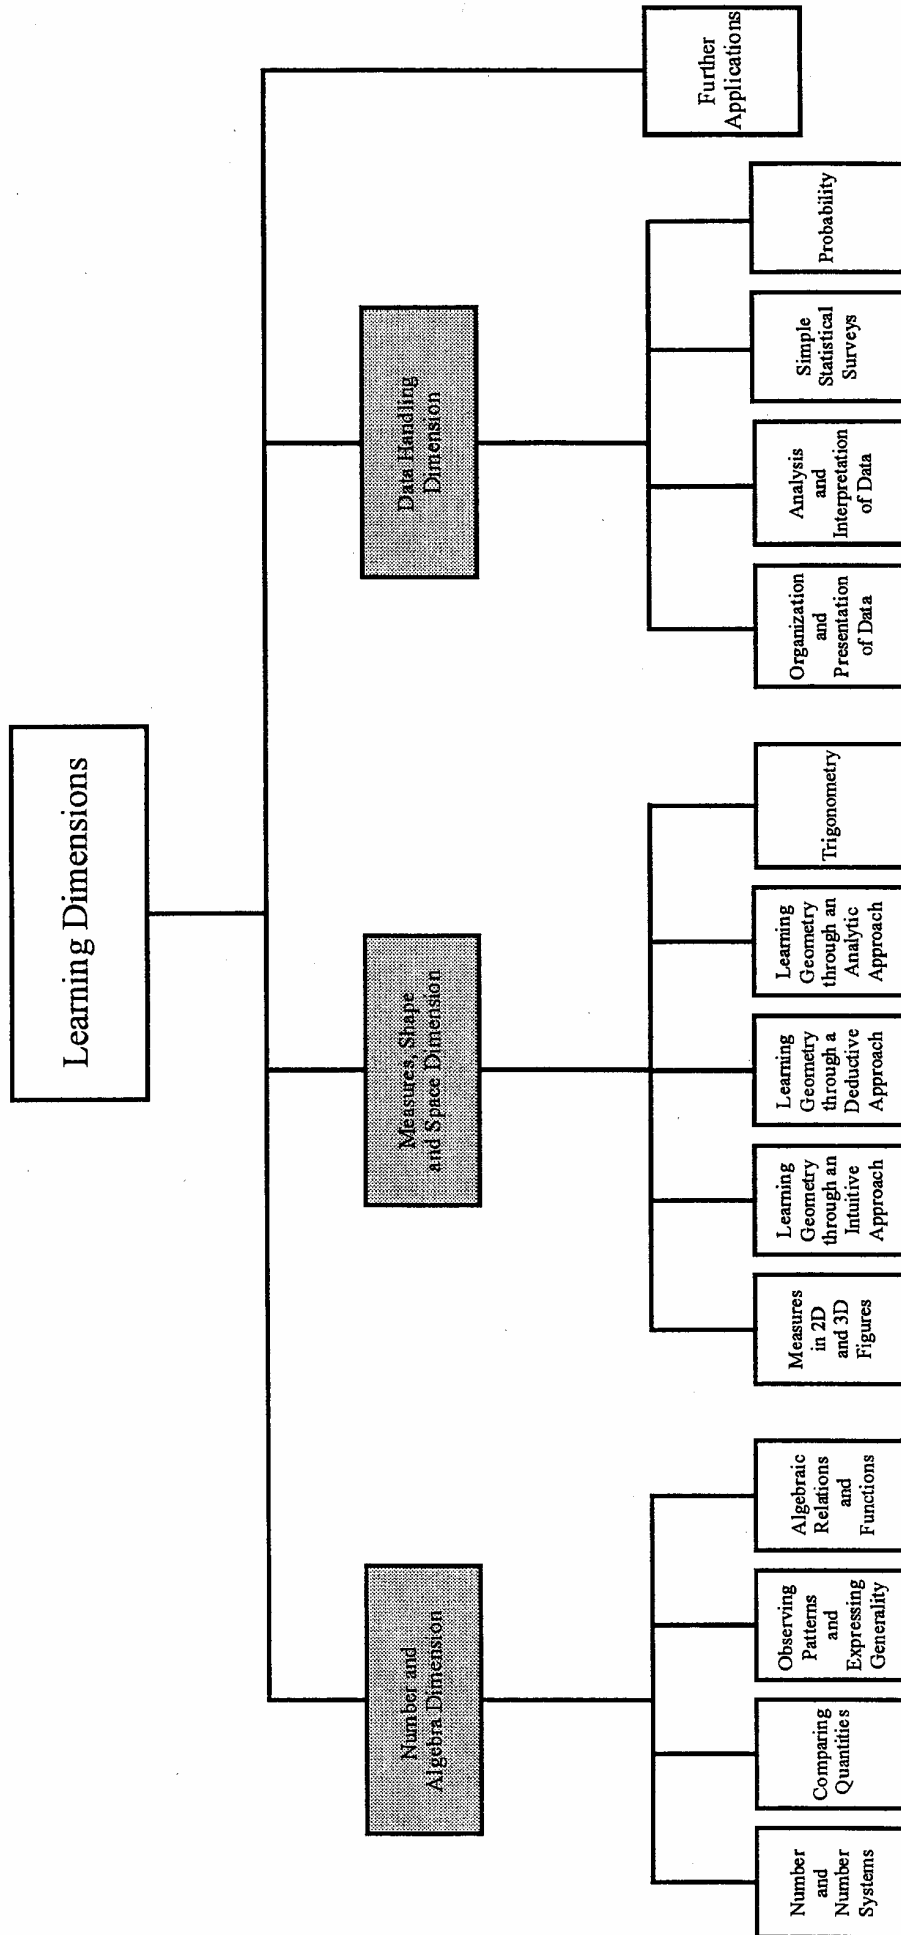 Learning Dimensions
Number and
Algebra Dimension
Measures, Shape
and Space Dimension
Data Handling
Dimension
Further
Applications
Number
and
Number
Systems
Comparing
Quantities
Observing
Patterns
and
Expressing
Generality
Algebraic
Relations
and
Functions
Measures
in 2D
and 3D
Figures
Learning
Geometry
through an
Intuitive
Approach
Learning
Geometry
through a
Deductive
Approach
Learning
Geometry
through an
Analytic
Approach
Trigonometry
Organization
and
Presentation
of Data
Analysis
and
Interpretation
of Data
Simple
Statistical
Surveys
Probability